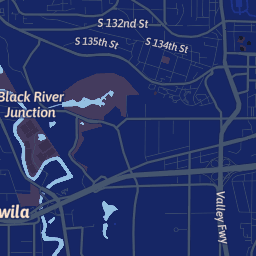 S 132nd St
S 135th St
S 134th St
Black River
Junction
wila
Valley Fwy